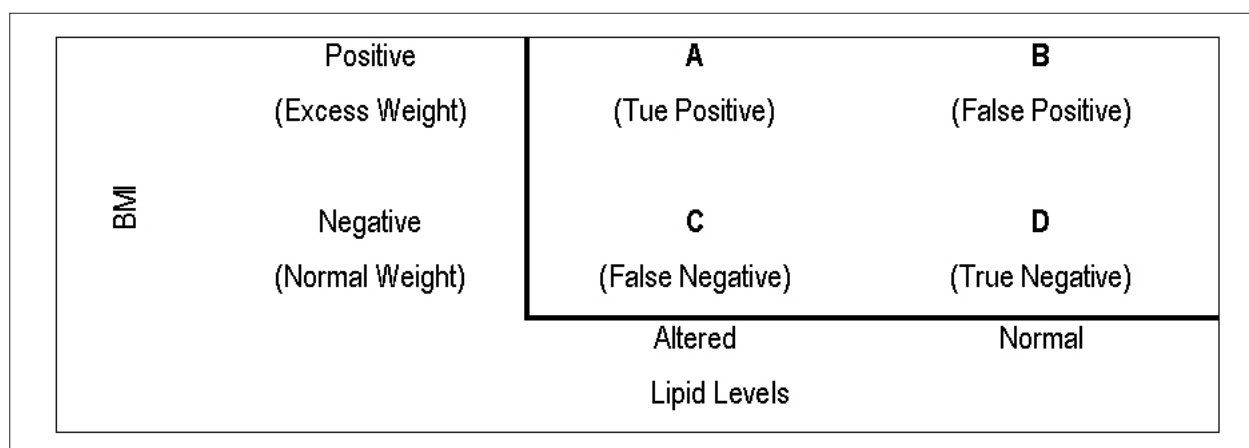 Positive A B
(Excess Weight) (Tue Positive) (False Positive)
BMI
Negative C D
(Normal Weight) (False Negative) (True Negative)
Altered Normal
Lipid Levels